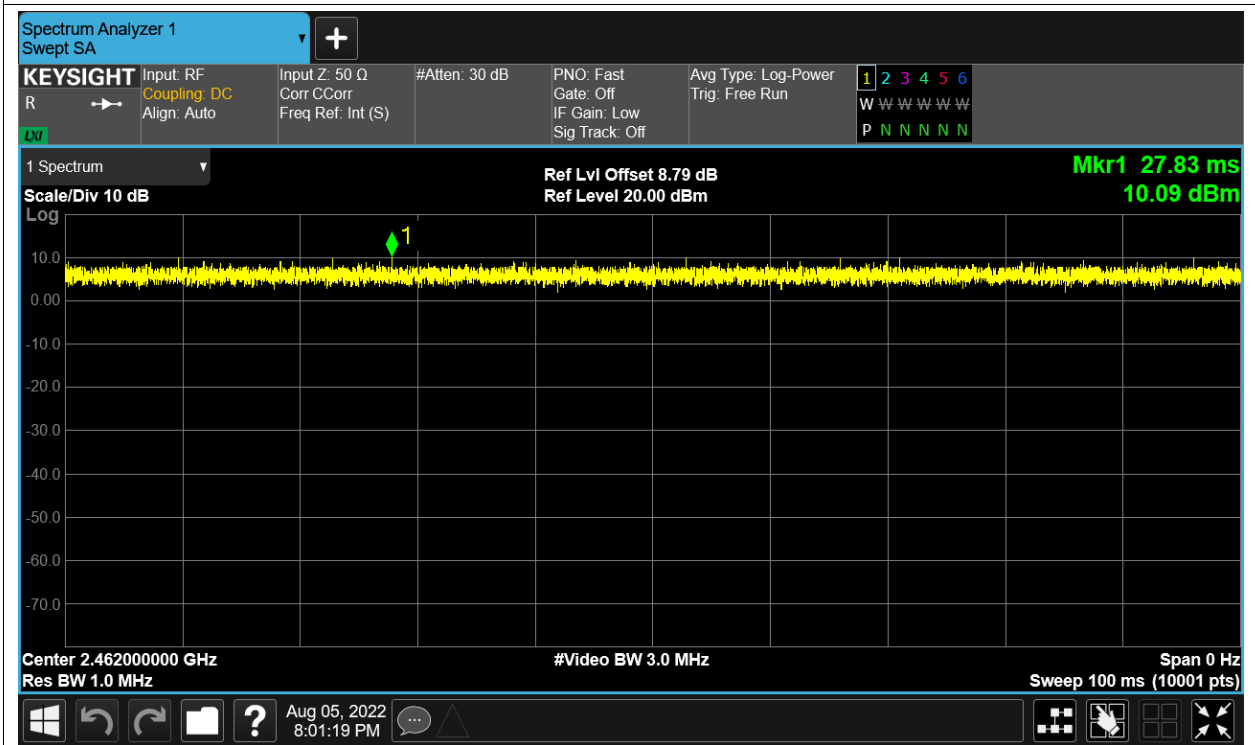 Spectrum Analyzer 1
Swept SA
+
KEYSIGHT
R
LXI
Input: RF
Coupling: DC
Align: Auto
Input Z: 50 Ω
Corr CCorr
Freq Ref: Int (S)
#Atten: 30 dB
PNO: Fast
Gate: Off
IF Gain: Low
Sig Track: Off
Avg Type: Log-Power
Trig: Free Run
1 2 3 4 5 6
W W W W W W
P N N N N N
1 Spectrum
Scale/Div 10 dB
Log
Ref Lvl Offset 8.79 dB
Ref Level 20.00 dBm
Mkr1 27.83 ms
10.09 dBm
1
10.0
0.00
-10.0
-20.0
-30.0
-40.0
-50.0
-60.0
-70.0
Center 2.462000000 GHz
Res BW 1.0 MHz
#Video BW 3.0 MHz
Span 0 Hz
Sweep 100 ms (10001 pts)
?
Aug 05, 2022
8:01:19 PM